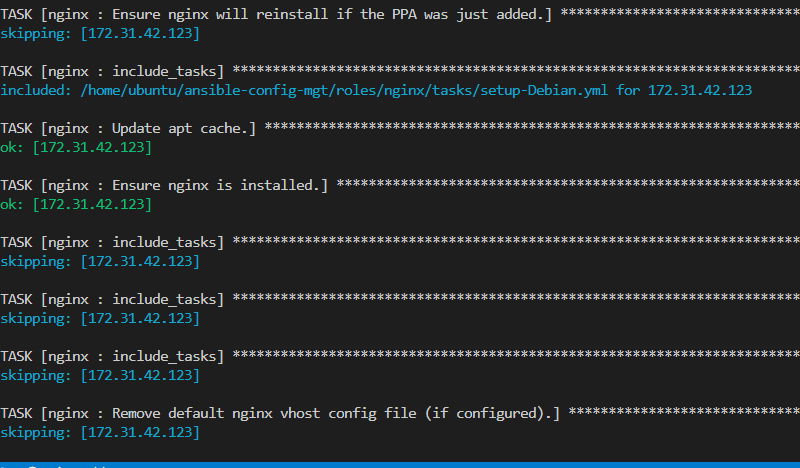 TASK [nginx : Ensure nginx will reinstall if the PPA was just added.] ******************************
skipping: [172.31.42.123]
TASK [nginx : include_tasks] ***********************************************************************
included: /home/ubuntu/ansible-config-mgt/roles/nginx/tasks/setup-Debian.yml for 172.31.42.123
TASK [nginx : Update apt cache.] *******************************************************************
ok: [172.31.42.123]
TASK [nginx : Ensure nginx is installed.] **********************************************************
ok: [172.31.42.123]
TASK [nginx : include_tasks] ***********************************************************************
skipping: [172.31.42.123]
TASK [nginx : include_tasks] ***********************************************************************
skipping: [172.31.42.123]
TASK [nginx : include_tasks] ***********************************************************************
skipping: [172.31.42.123]
TASK [nginx : Remove default nginx vhost config file (if configured).] *****************************
skipping: [172.31.42.123]